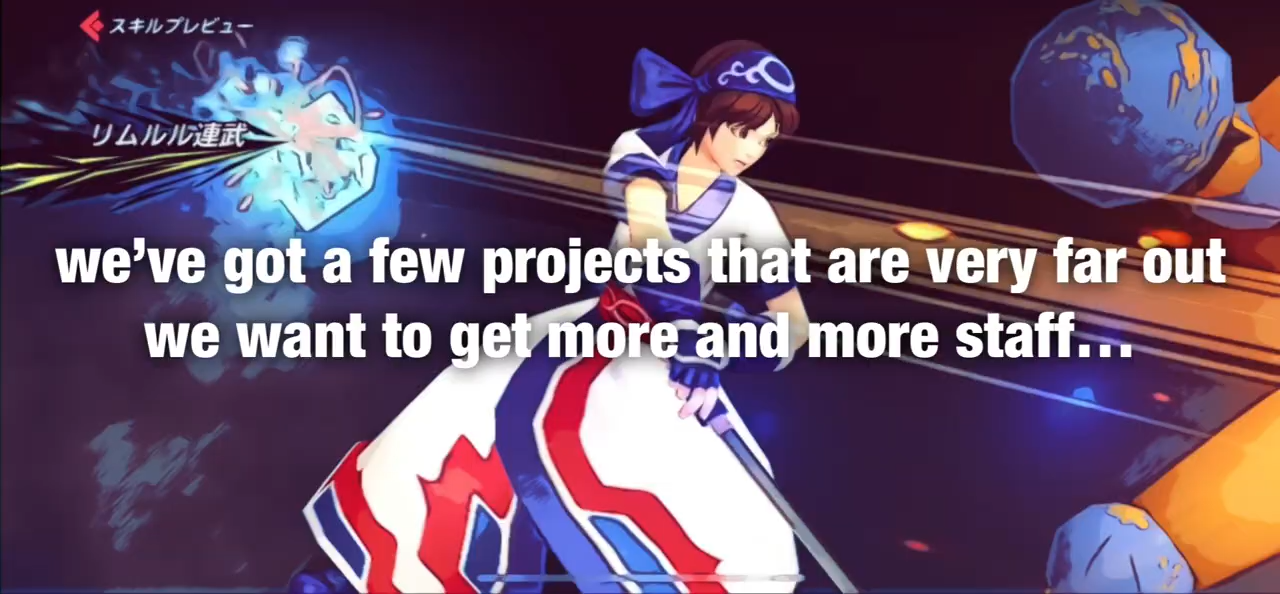 スキルプレビュー
リムルル連武
we’ve got a few projects that are very far out
we want to get more and more staff...